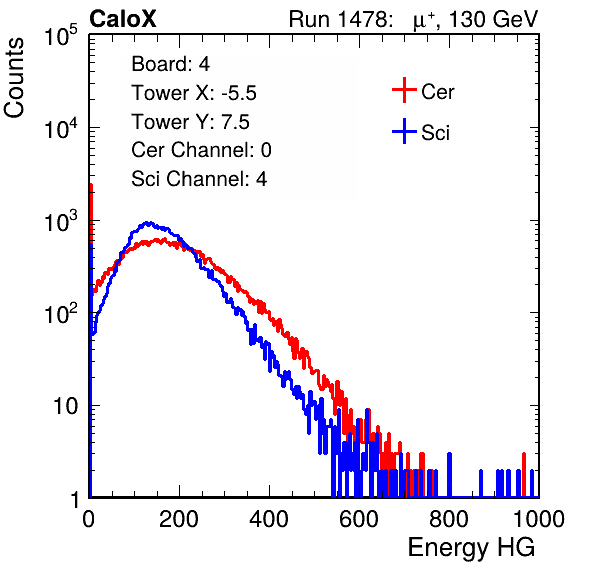 CaloX Run 1478: μ⁺, 130 GeV
Counts
Board: 4
Tower X: -5.5
Tower Y: 7.5
Cer Channel: 0
Sci Channel: 4
Cer
Sci
10⁵
10⁴
10³
10²
10
1
0 200 400 600 800 1000
Energy HG